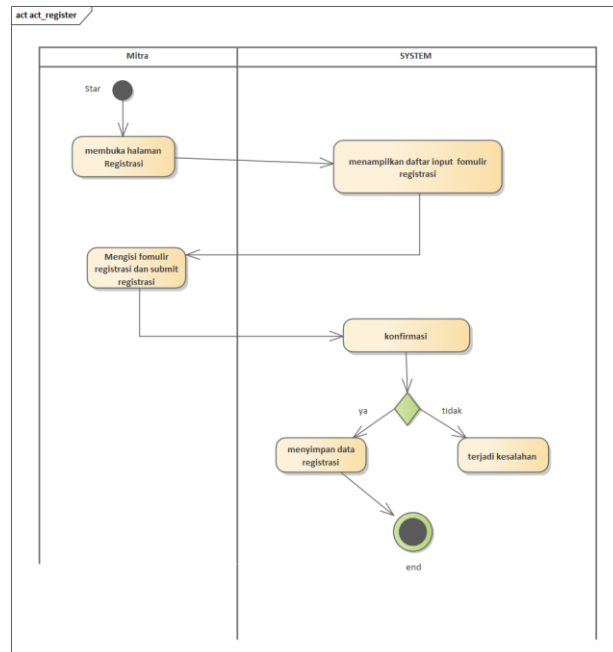 act act_register
Mitra
SYSTEM
Star
membuka halaman
Registrasi
menampilkan daftar input fomulir
registrasi
Mengisi fomulir
registrasi dan submit
registrasi
konfirmasi
ya
tidak
menyimpan data
registrasi
terjadi kesalahan
end